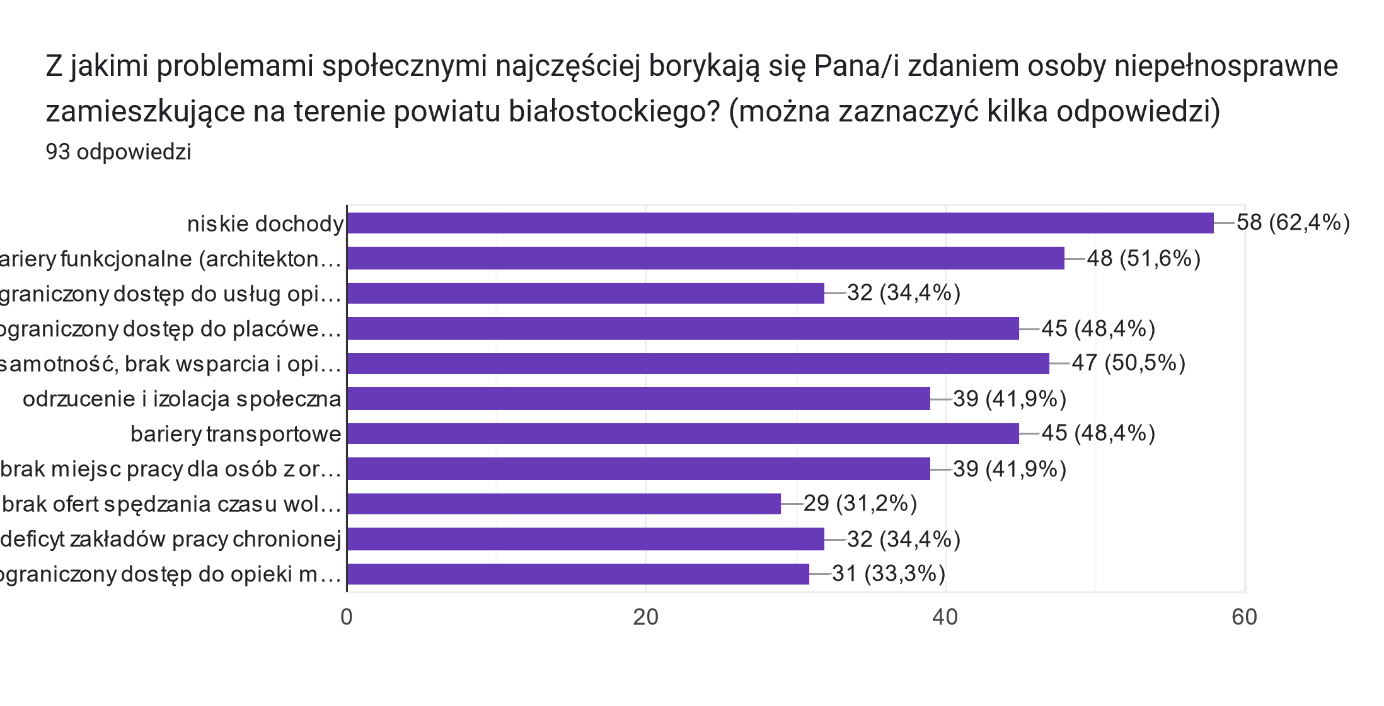 Z jakimi problemami społecznymi najczęściej borykają się Pana/i zdaniem osoby niepełnosprawne
zamieszkujące na terenie powiatu białostockiego? (można zaznaczyć kilka odpowiedzi)
93 odpowiedzi
niskie dochody 58 (62,4%)
ariery funkcjonalne (architekton… 48 (51,6%)
graniczony dostęp do usług opi… 32 (34,4%)
ograniczony dostęp do placówe… 45 (48,4%)
samotność, brak wsparcia i opi… 47 (50,5%)
odrzucenie i izolacja społeczna 39 (41,9%)
bariery transportowe 45 (48,4%)
brak miejsc pracy dla osób z or… 39 (41,9%)
brak ofert spędzania czasu wol… 29 (31,2%)
deficyt zakładów pracy chronionej 32 (34,4%)
ograniczony dostęp do opieki m… 31 (33,3%)
0 20 40 60